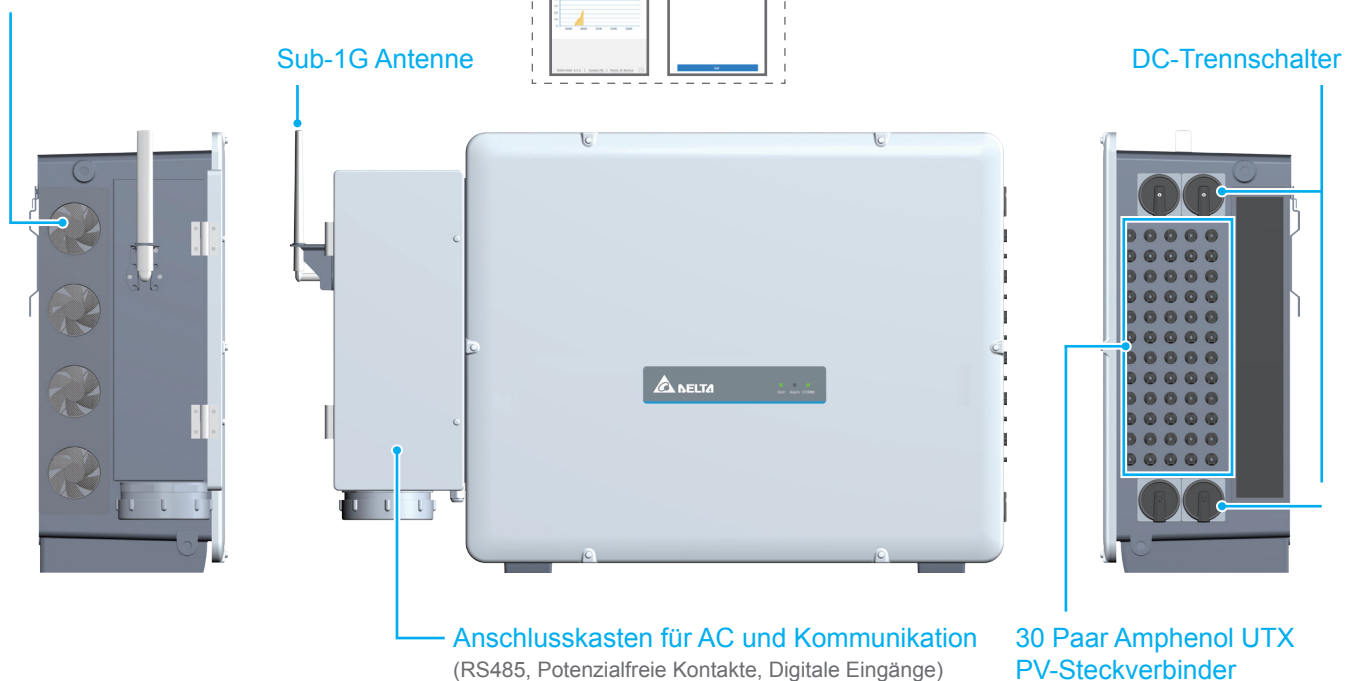 Sub-1G Antenne
DC-Trennschalter
DELTA
Anschlusskasten für AC und Kommunikation
(RS485, Potenzialfreie Kontakte, Digitale Eingänge)
30 Paar Amphenol UTX
PV-Steckverbinder